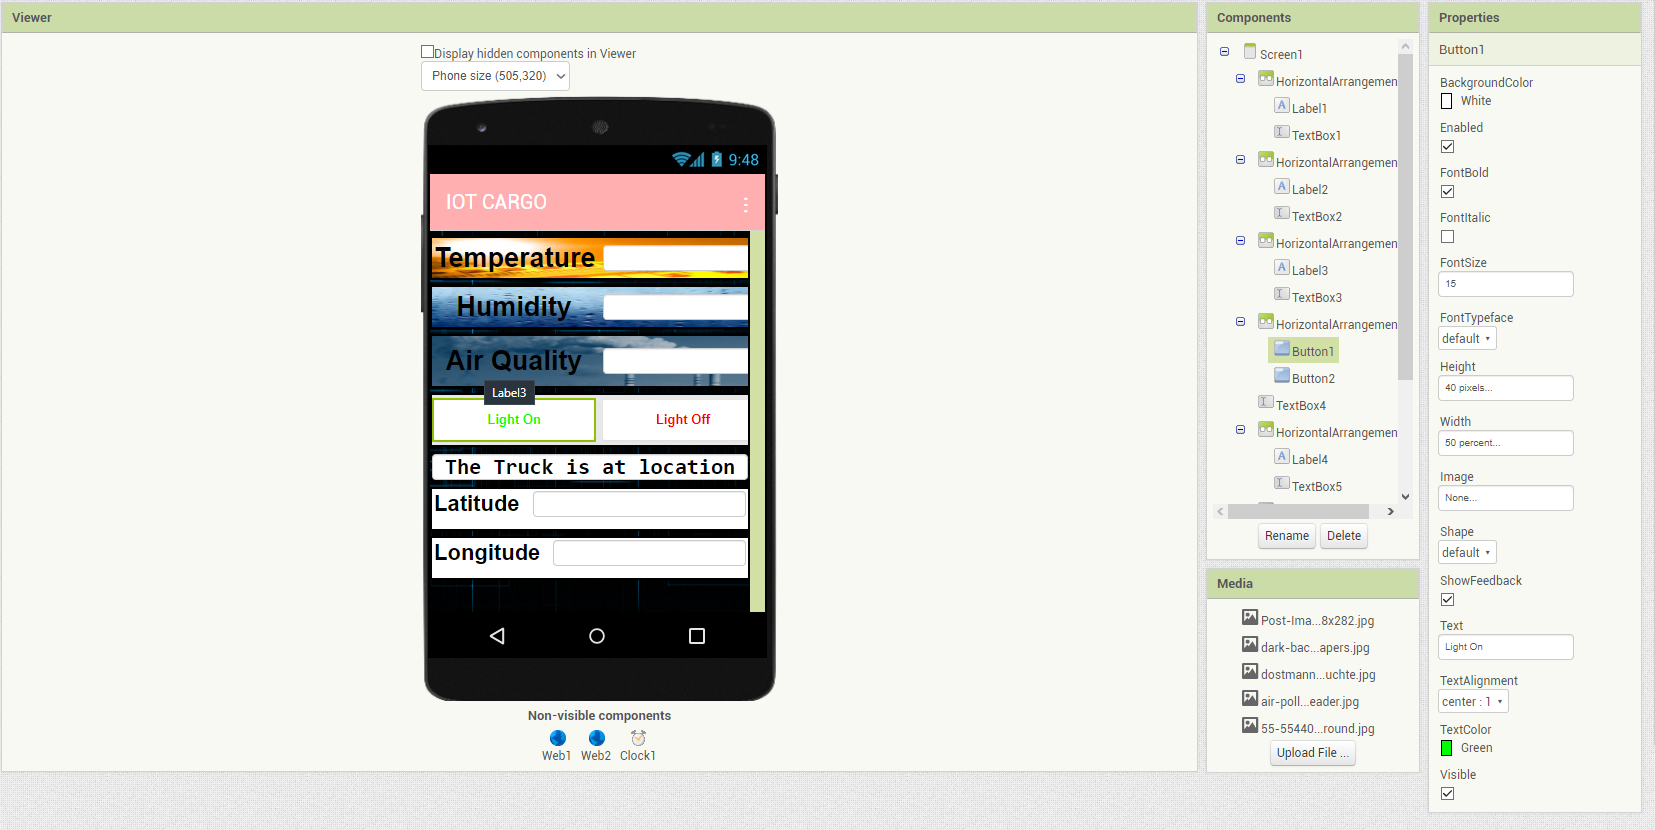 Viewer
Display hidden components in Viewer
Phone size (505,320)
9:48
IOT CARGO
Temperature
Humidity
Air Quality
Label3
Light On
Light Off
The Truck is at location
Latitude
Longitude
Non-visible components
Web1 Web2 Clock1
Components
Screen1
HorizontalArrangemen
Label1
TextBox1
HorizontalArrangemen
Label2
TextBox2
HorizontalArrangemen
Label3
TextBox3
HorizontalArrangemen
Button1
Button2
TextBox4
HorizontalArrangemen
Label4
TextBox5
Rename Delete
Media
Post-Ima...8x282.jpg
dark-bac...apers.jpg
dostmann...uchte.jpg
air-poll...eader.jpg
55-55440...round.jpg
Upload File ...
Properties
Button1
BackgroundColor
White
Enabled
FontBold
FontItalic
FontSize
15
FontTypeface
default
Height
40 pixels...
Width
50 percent...
Image
None...
Shape
default
ShowFeedback
Text
Light On
TextAlignment
center : 1
TextColor
Green
Visible